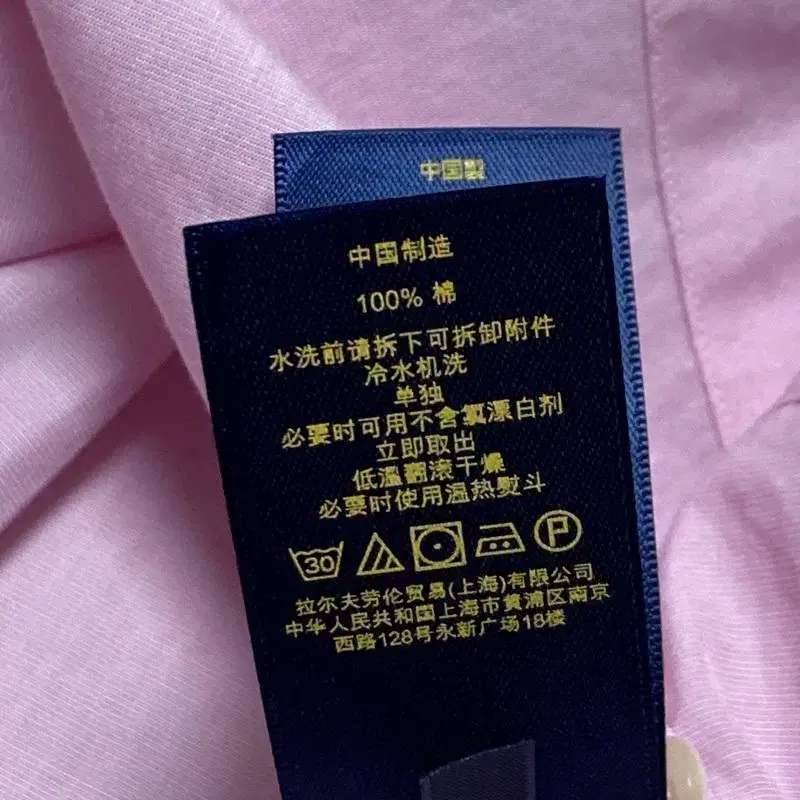 中国製
中国制造
100% 棉
水洗前请拆下可拆卸附件
冷水机洗
单独
必要时可用不含氯漂白剂
立即取出
低温翻滚干燥
必要时使用温热熨斗
30 P
拉尔夫劳伦贸易(上海)有限公司
中华人民共和国上海市黄浦区南京
西路128号永新广场18楼